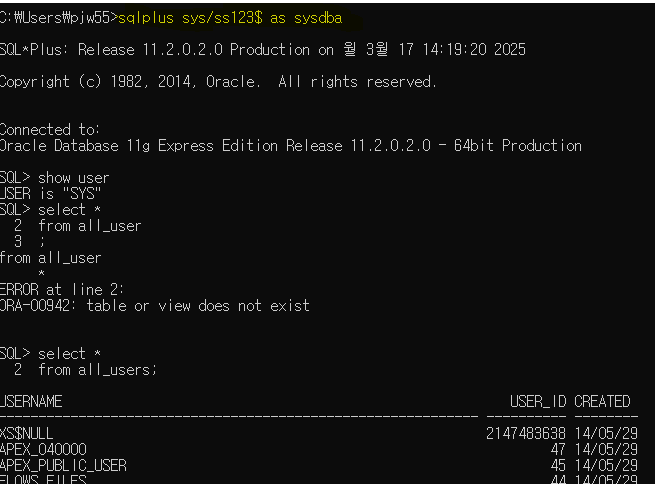 C:₩Users₩pjw55>sqlplus sys/ss123$ as sysdba
SQL*Plus: Release 11.2.0.2.0 Production on 월 3월 17 14:19:20 2025
Copyright (c) 1982, 2014, Oracle.  All rights reserved.
Connected to:
Oracle Database 11g Express Edition Release 11.2.0.2.0 - 64bit Production
SQL> show user
USER is "SYS"
SQL> select *
  2  from all_user
  3  ;
from all_user
     *
ERROR at line 2:
ORA-00942: table or view does not exist
SQL> select *
  2  from all_users;
USERNAME                                                        USER_ID CREATED
------------------------------------------------------------ ---------- --------
XS$NULL                                                      2147483638 14/05/29
APEX_040000                                                          47 14/05/29
APEX_PUBLIC_USER                                                     45 14/05/29
FLOWS_FILES                                                          44 14/05/29